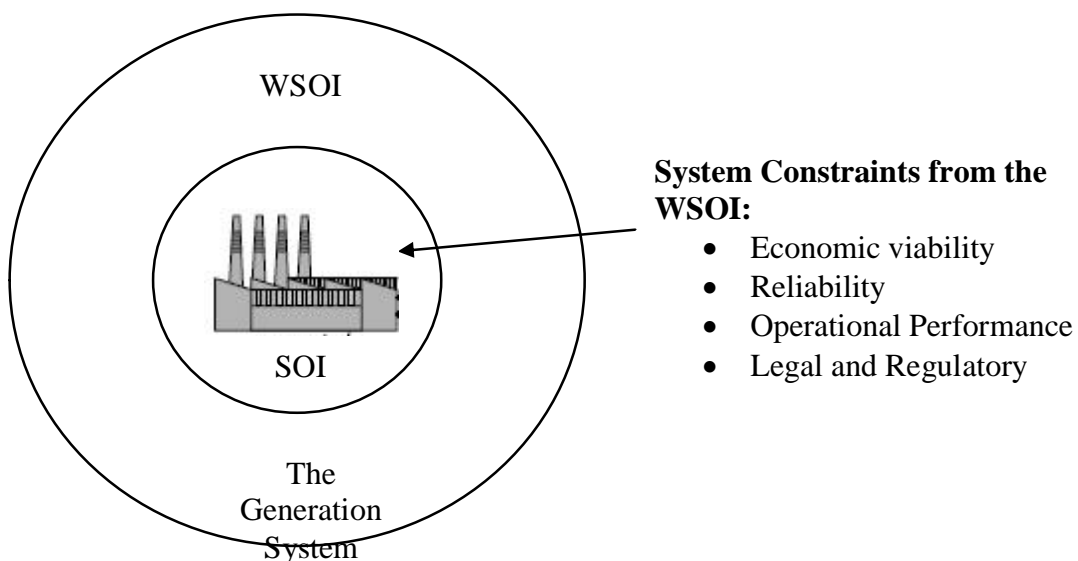 WSOI
SOI
The
Generation
System
System Constraints from the
WSOI:
• Economic viability
• Reliability
• Operational Performance
• Legal and Regulatory